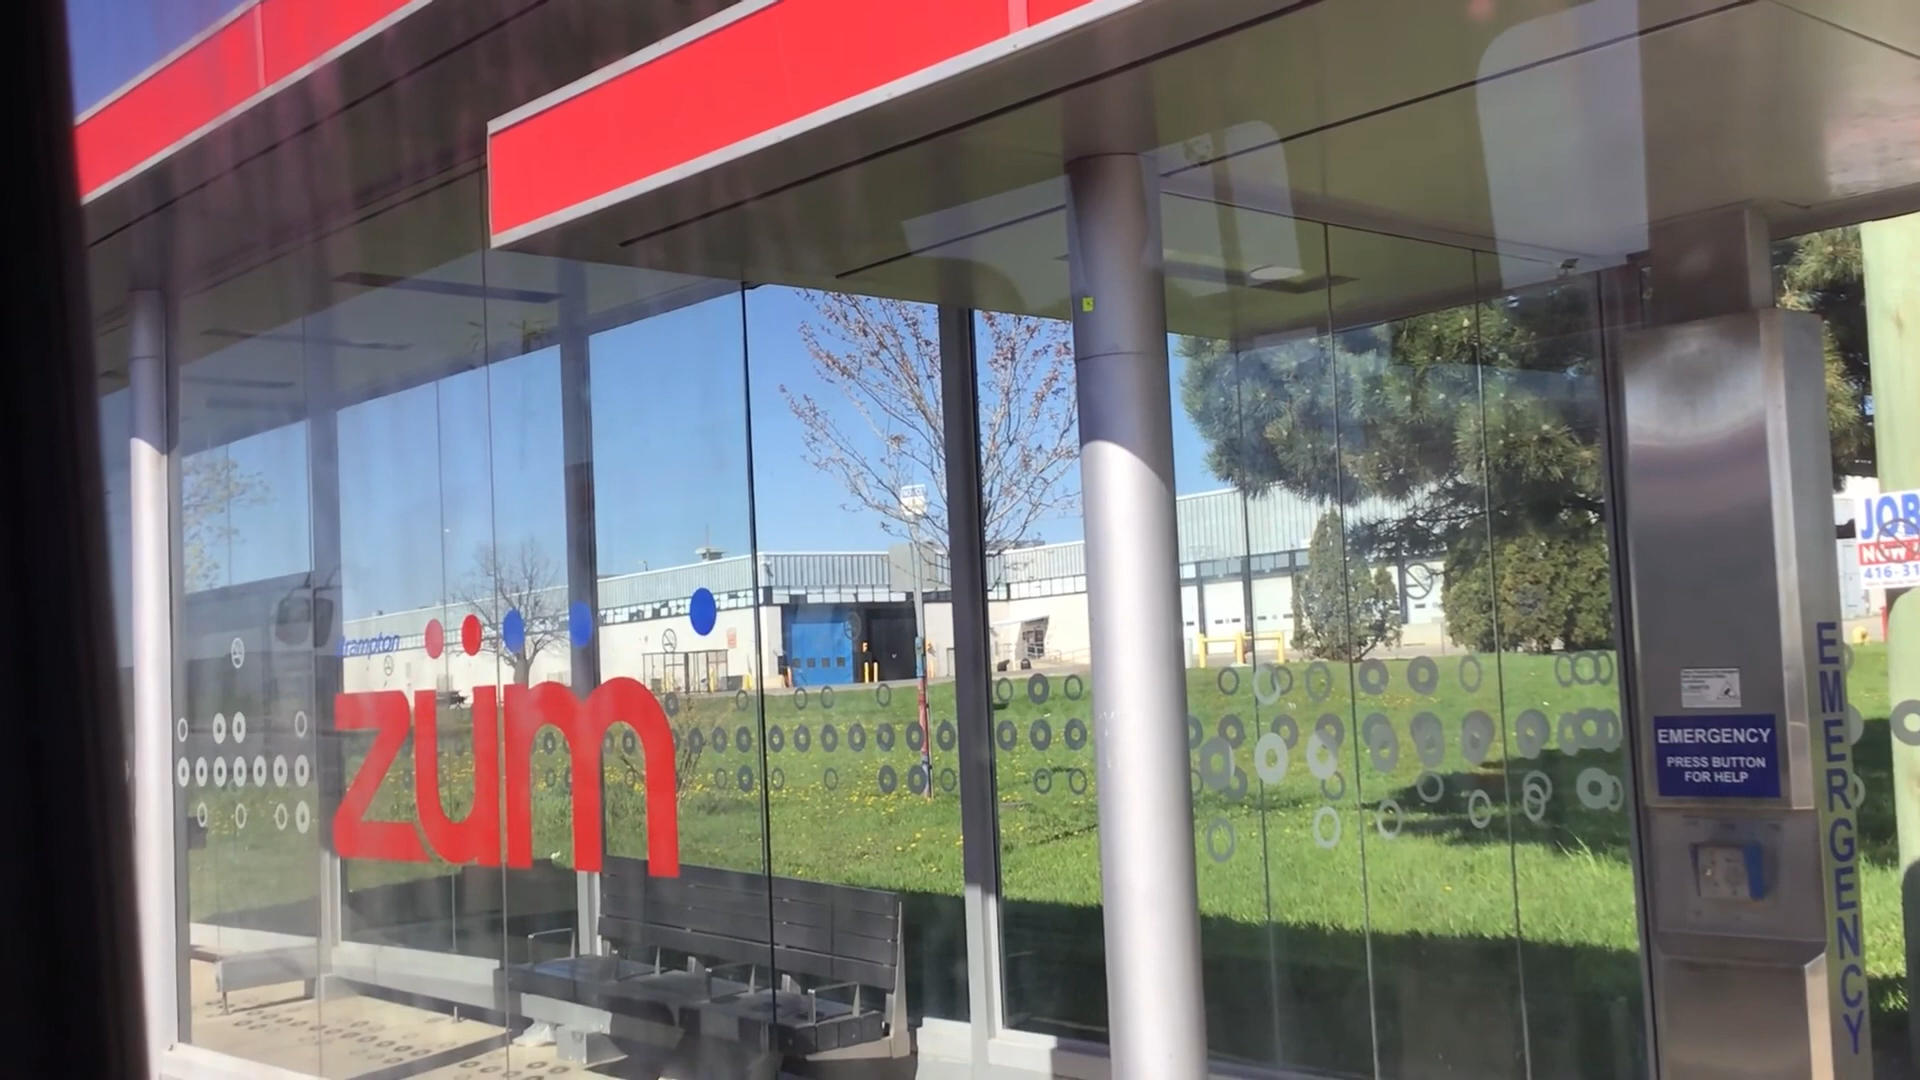 Brampton
züm
EMERGENCY
PRESS BUTTON
FOR HELP
EMERGENCY
JOB
NOW
416-31